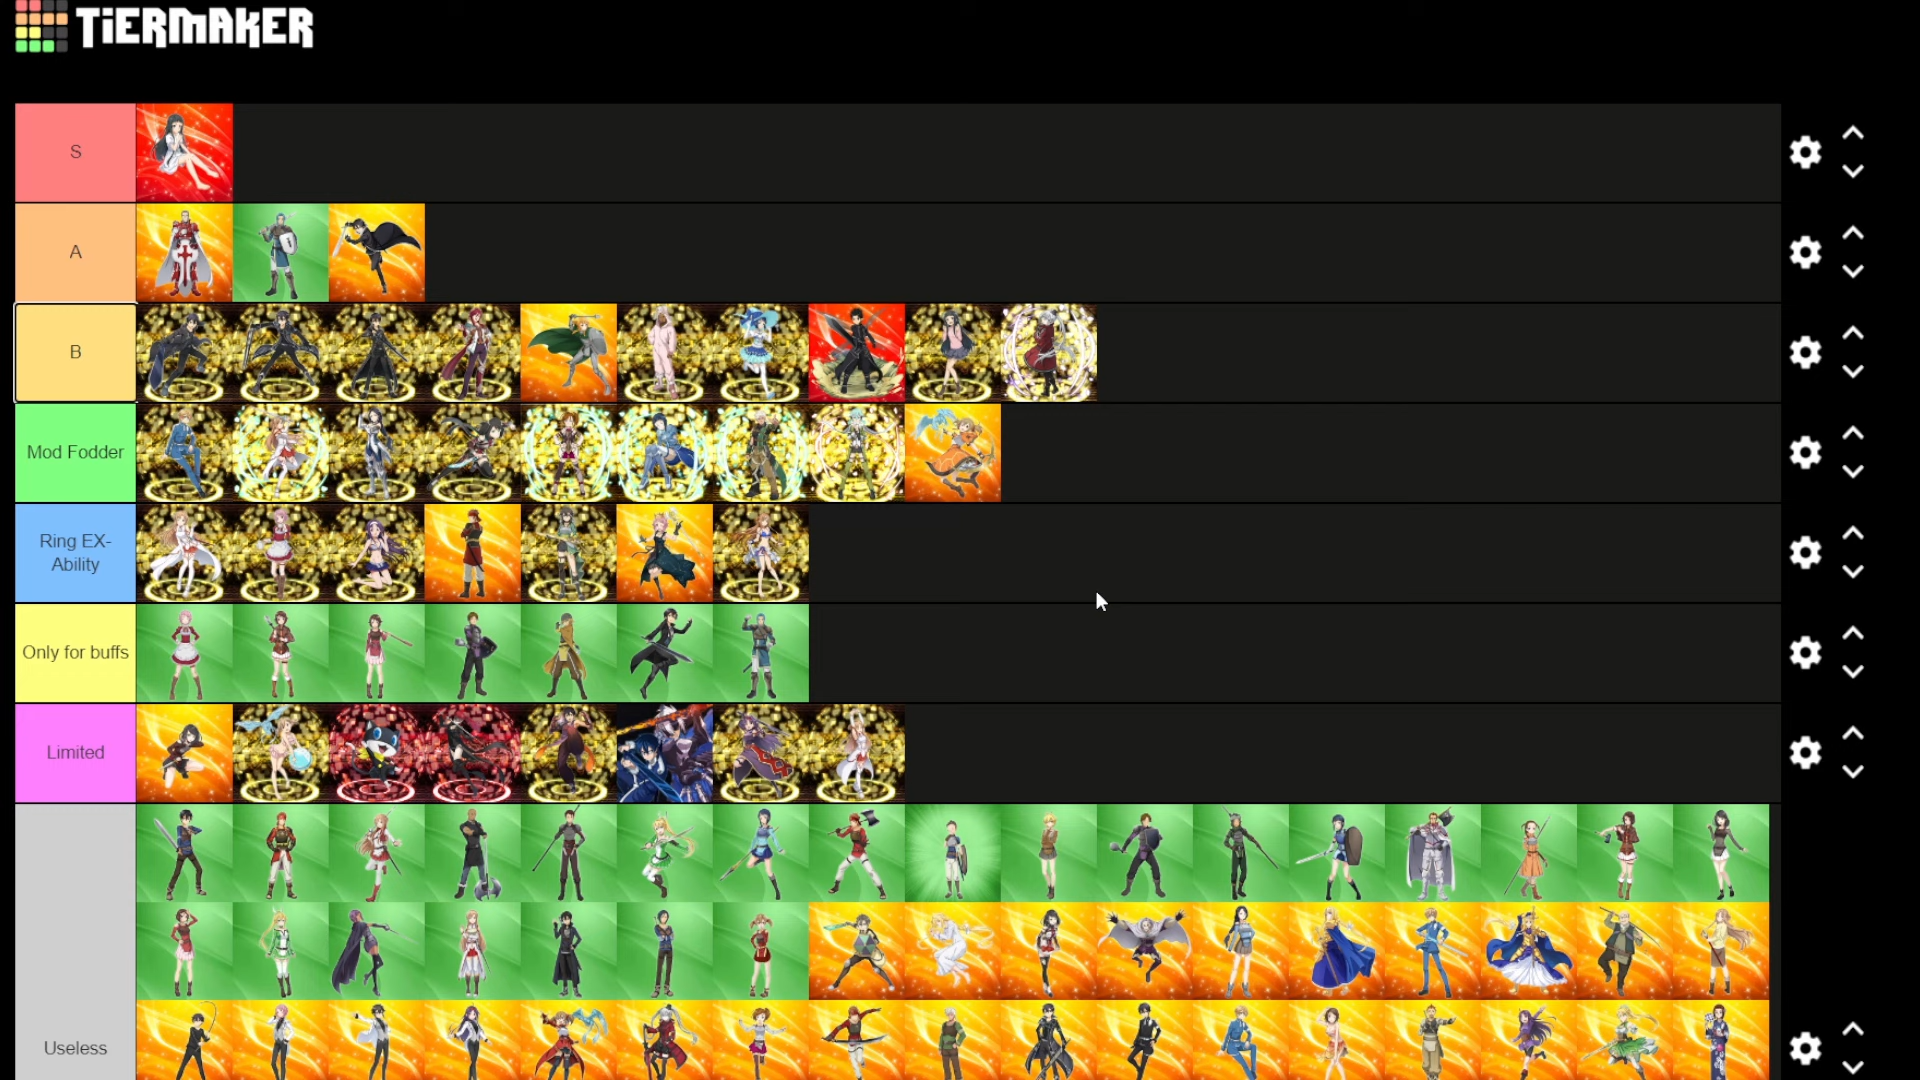 TiERMAKER
S
A
B
Mod Fodder
Ring EX-
Ability
Only for buffs
Limited
Useless